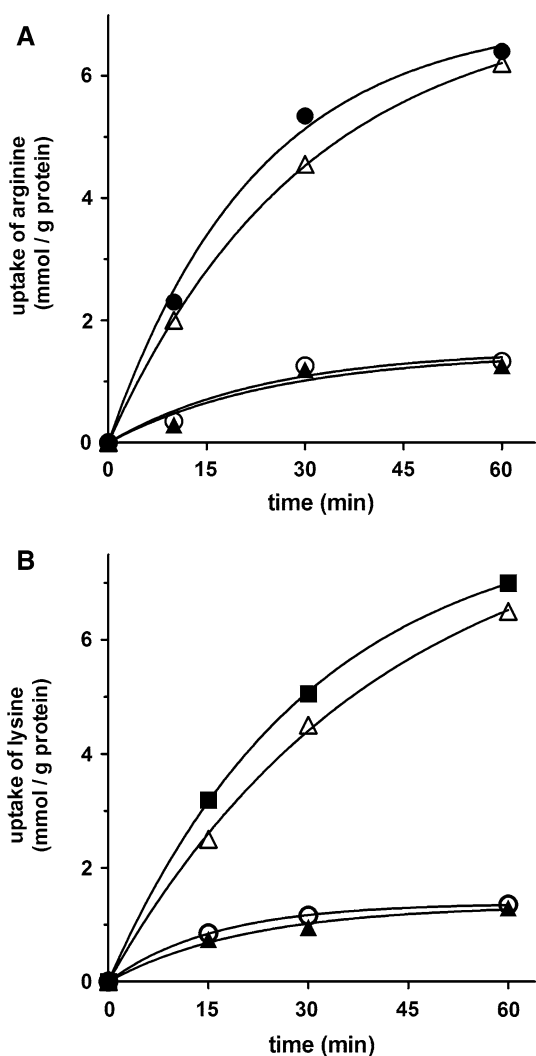 A
uptake of arginine
(mmol / g protein)
6
4
2
0
0 15 30 45 60
time (min)
B
uptake of lysine
(mmol / g protein)
6
4
2
0
0 15 30 45 60
time (min)